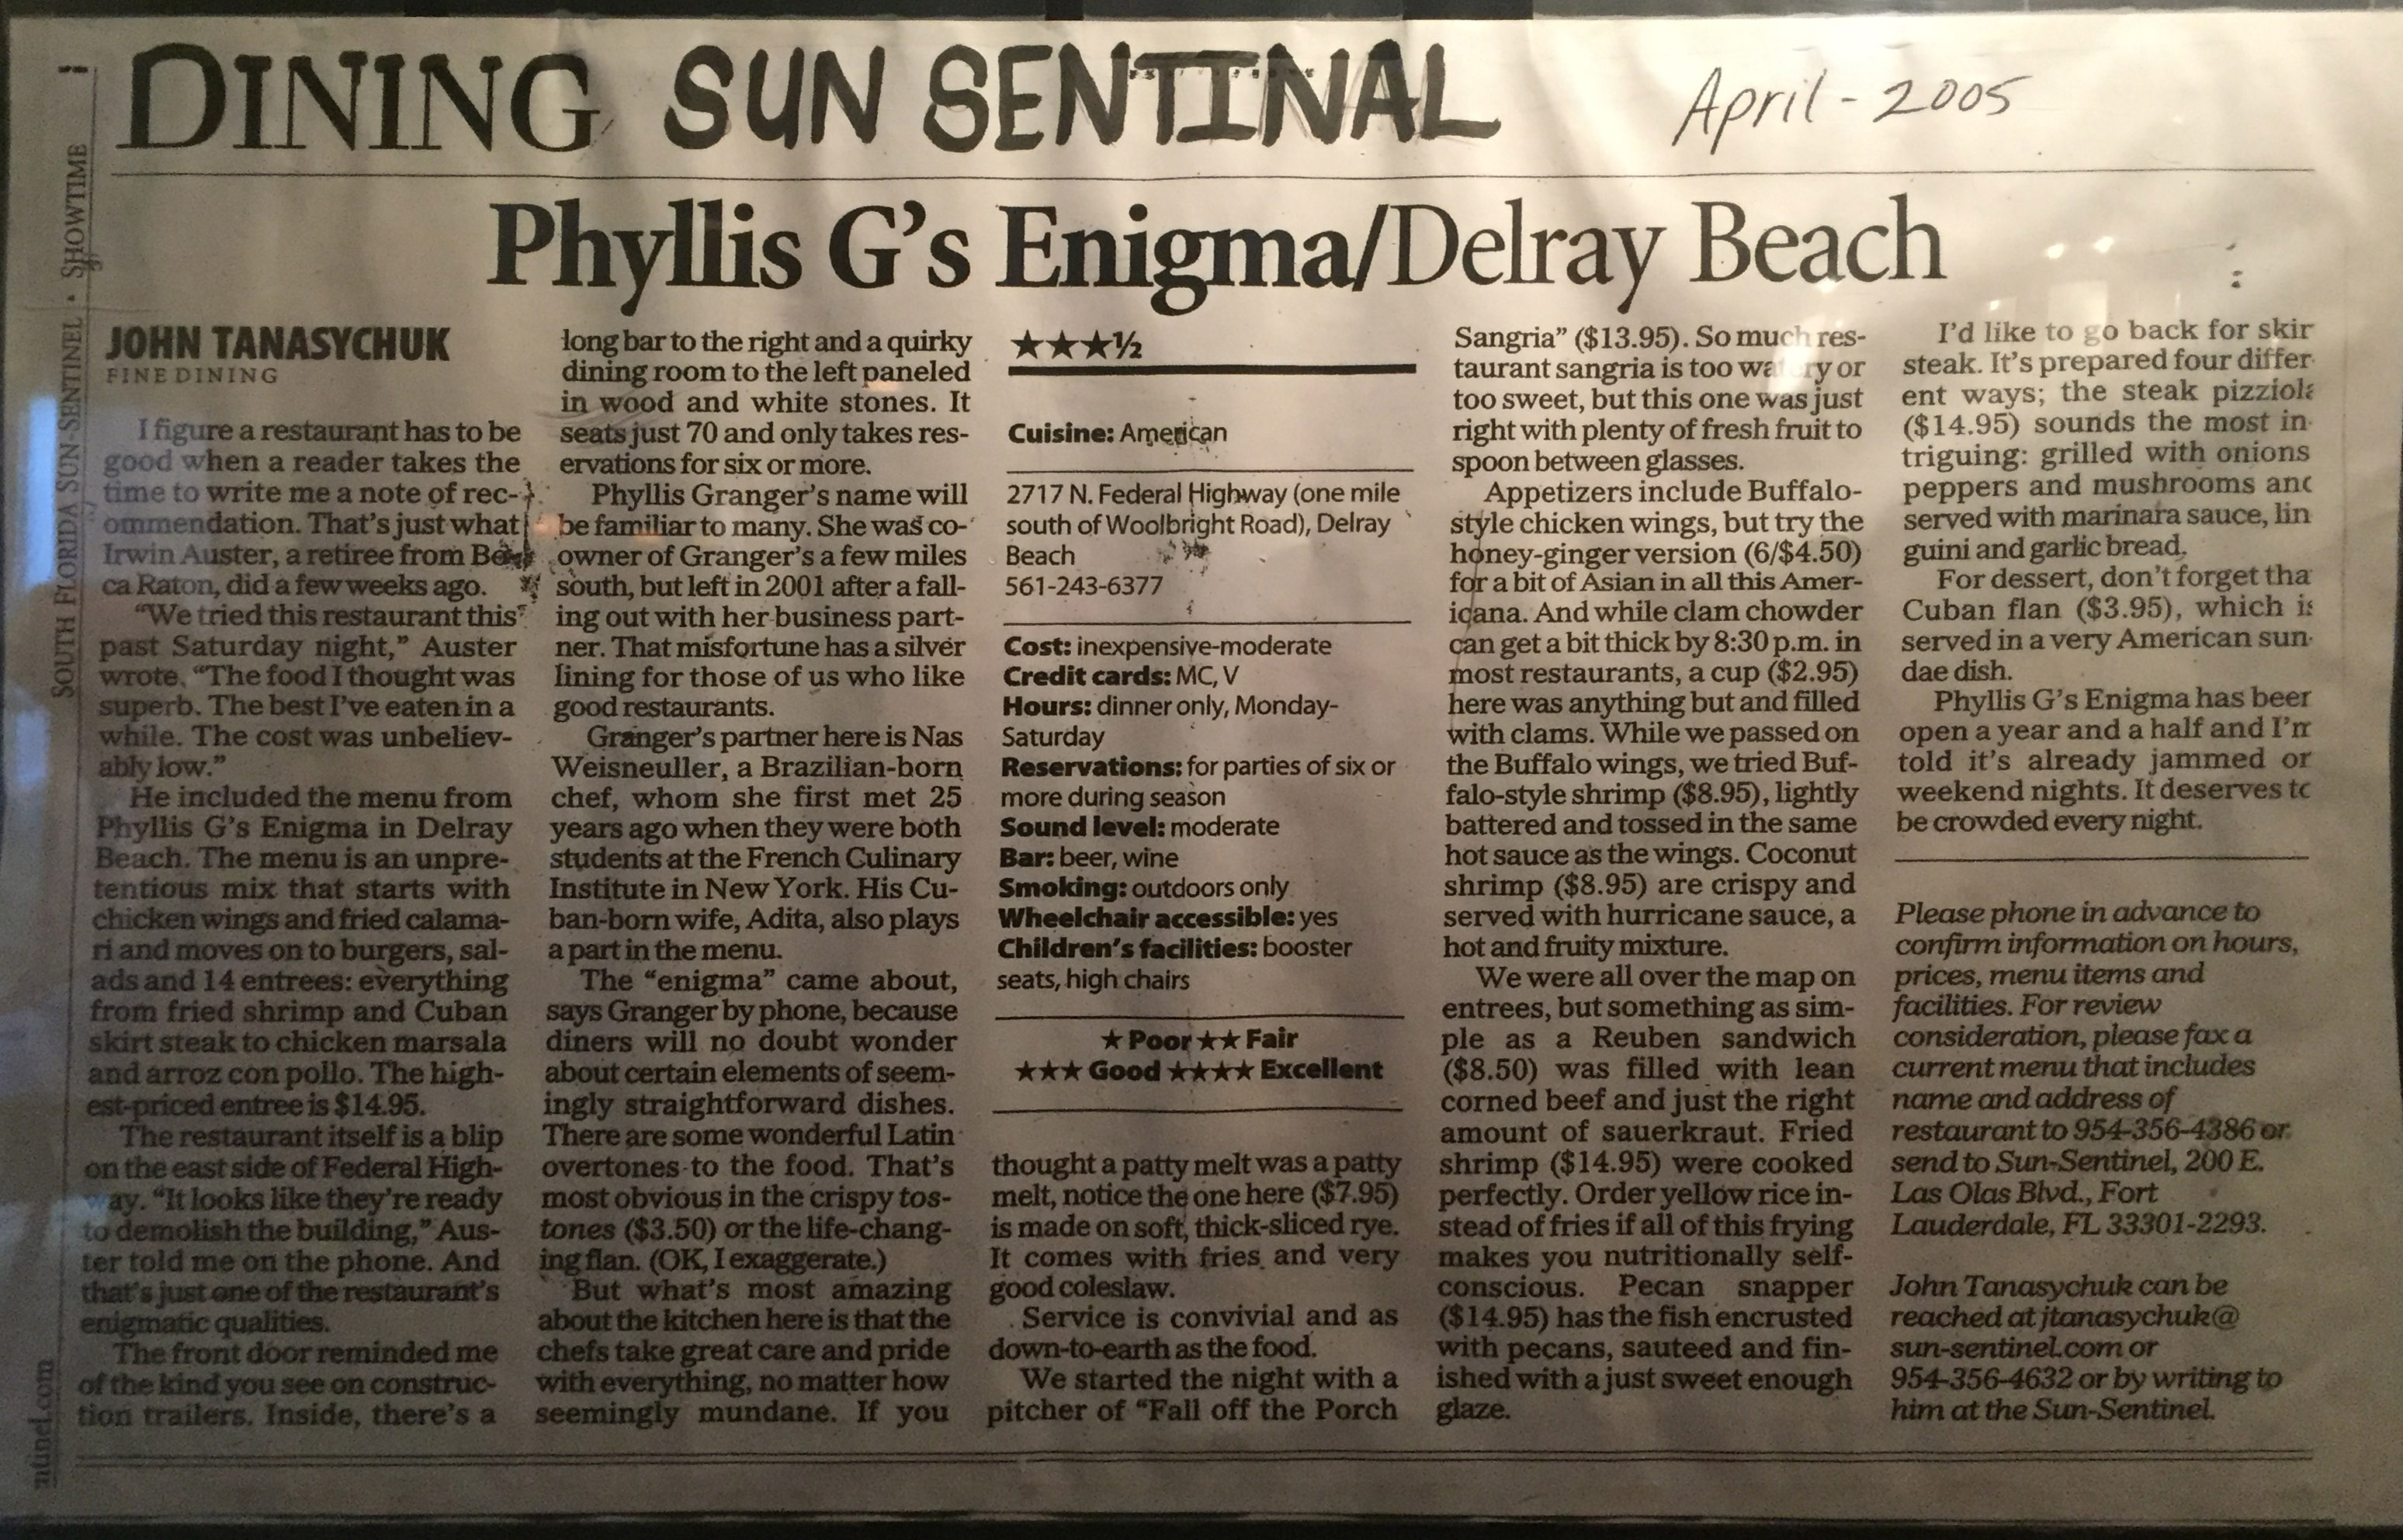 DINING SUN SENTINAL April - 2005
SOUTH FLORIDA SUN-SENTINEL • SHOWTIME
Phyllis G's Enigma/Delray Beach
JOHN TANASYCHUK
FINE DINING
I figure a restaurant has to be
good when a reader takes the
time to write me a note of rec-
ommendation. That's just what
Irwin Auster, a retiree from Bo-
ca Raton, did a few weeks ago.
"We tried this restaurant this
past Saturday night," Auster
wrote. "The food I thought was
superb. The best I've eaten in a
while. The cost was unbeliev-
ably low."
He included the menu from
Phyllis G's Enigma in Delray
Beach. The menu is an unpre-
tentious mix that starts with
chicken wings and fried calama-
ri and moves on to burgers, sal-
ads and 14 entrees: everything
from fried shrimp and Cuban
skirt steak to chicken marsala
and arroz con pollo. The high-
est-priced entree is $14.95.
The restaurant itself is a blip
on the east side of Federal High-
way. "It looks like they're ready
to demolish the building," Aus-
ter told me on the phone. And
that's just one of the restaurant's
enigmatic qualities.
The front door reminded me
of the kind you see on construc-
tion trailers. Inside, there's a
long bar to the right and a quirky
dining room to the left paneled
in wood and white stones. It
seats just 70 and only takes res-
ervations for six or more.
Phyllis Granger's name will
be familiar to many. She was co-
owner of Granger's a few miles
south, but left in 2001 after a fall-
ing out with her business part-
ner. That misfortune has a silver
lining for those of us who like
good restaurants.
Granger's partner here is Nas
Weisneuller, a Brazilian-born
chef, whom she first met 25
years ago when they were both
students at the French Culinary
Institute in New York. His Cu-
ban-born wife, Adita, also plays
a part in the menu.
The "enigma" came about,
says Granger by phone, because
diners will no doubt wonder
about certain elements of seem-
ingly straightforward dishes.
There are some wonderful Latin
overtones to the food. That's
most obvious in the crispy tos-
tones ($3.50) or the life-chang-
ing flan. (OK, I exaggerate.)
But what's most amazing
about the kitchen here is that the
chefs take great care and pride
with everything, no matter how
seemingly mundane. If you
★★★½
Cuisine: American
2717 N. Federal Highway (one mile
south of Woolbright Road), Delray
Beach
561-243-6377
Cost: inexpensive-moderate
Credit cards: MC, V
Hours: dinner only, Monday-
Saturday
Reservations: for parties of six or
more during season
Sound level: moderate
Bar: beer, wine
Smoking: outdoors only
Wheelchair accessible: yes
Children's facilities: booster
seats, high chairs
★ Poor ★★ Fair
★★★ Good ★★★★ Excellent
thought a patty melt was a patty
melt, notice the one here ($7.95)
is made on soft, thick-sliced rye.
It comes with fries and very
good coleslaw.
Service is convivial and as
down-to-earth as the food.
We started the night with a
pitcher of "Fall off the Porch
Sangria" ($13.95). So much res-
taurant sangria is too watery or
too sweet, but this one was just
right with plenty of fresh fruit to
spoon between glasses.
Appetizers include Buffalo-
style chicken wings, but try the
honey-ginger version (6/$4.50)
for a bit of Asian in all this Amer-
icana. And while clam chowder
can get a bit thick by 8:30 p.m. in
most restaurants, a cup ($2.95)
here was anything but and filled
with clams. While we passed on
the Buffalo wings, we tried Buf-
falo-style shrimp ($8.95), lightly
battered and tossed in the same
hot sauce as the wings. Coconut
shrimp ($8.95) are crispy and
served with hurricane sauce, a
hot and fruity mixture.
We were all over the map on
entrees, but something as sim-
ple as a Reuben sandwich
($8.50) was filled with lean
corned beef and just the right
amount of sauerkraut. Fried
shrimp ($14.95) were cooked
perfectly. Order yellow rice in-
stead of fries if all of this frying
makes you nutritionally self-
conscious. Pecan snapper
($14.95) has the fish encrusted
with pecans, sauteed and fin-
ished with a just sweet enough
glaze.
I'd like to go back for skir
steak. It's prepared four differ-
ent ways; the steak pizziola
($14.95) sounds the most in-
triguing: grilled with onions
peppers and mushrooms and
served with marinara sauce, lin
guini and garlic bread.
For dessert, don't forget tha
Cuban flan ($3.95), which is
served in a very American sun-
dae dish.
Phyllis G's Enigma has been
open a year and a half and I'm
told it's already jammed on
weekend nights. It deserves to
be crowded every night.
Please phone in advance to
confirm information on hours,
prices, menu items and
facilities. For review
consideration, please fax a
current menu that includes
name and address of
restaurant to 954-356-4386 or
send to Sun-Sentinel, 200 E.
Las Olas Blvd., Fort
Lauderdale, FL 33301-2293.
John Tanasychuk can be
reached at jtanasychuk@
sun-sentinel.com or
954-356-4632 or by writing to
him at the Sun-Sentinel.